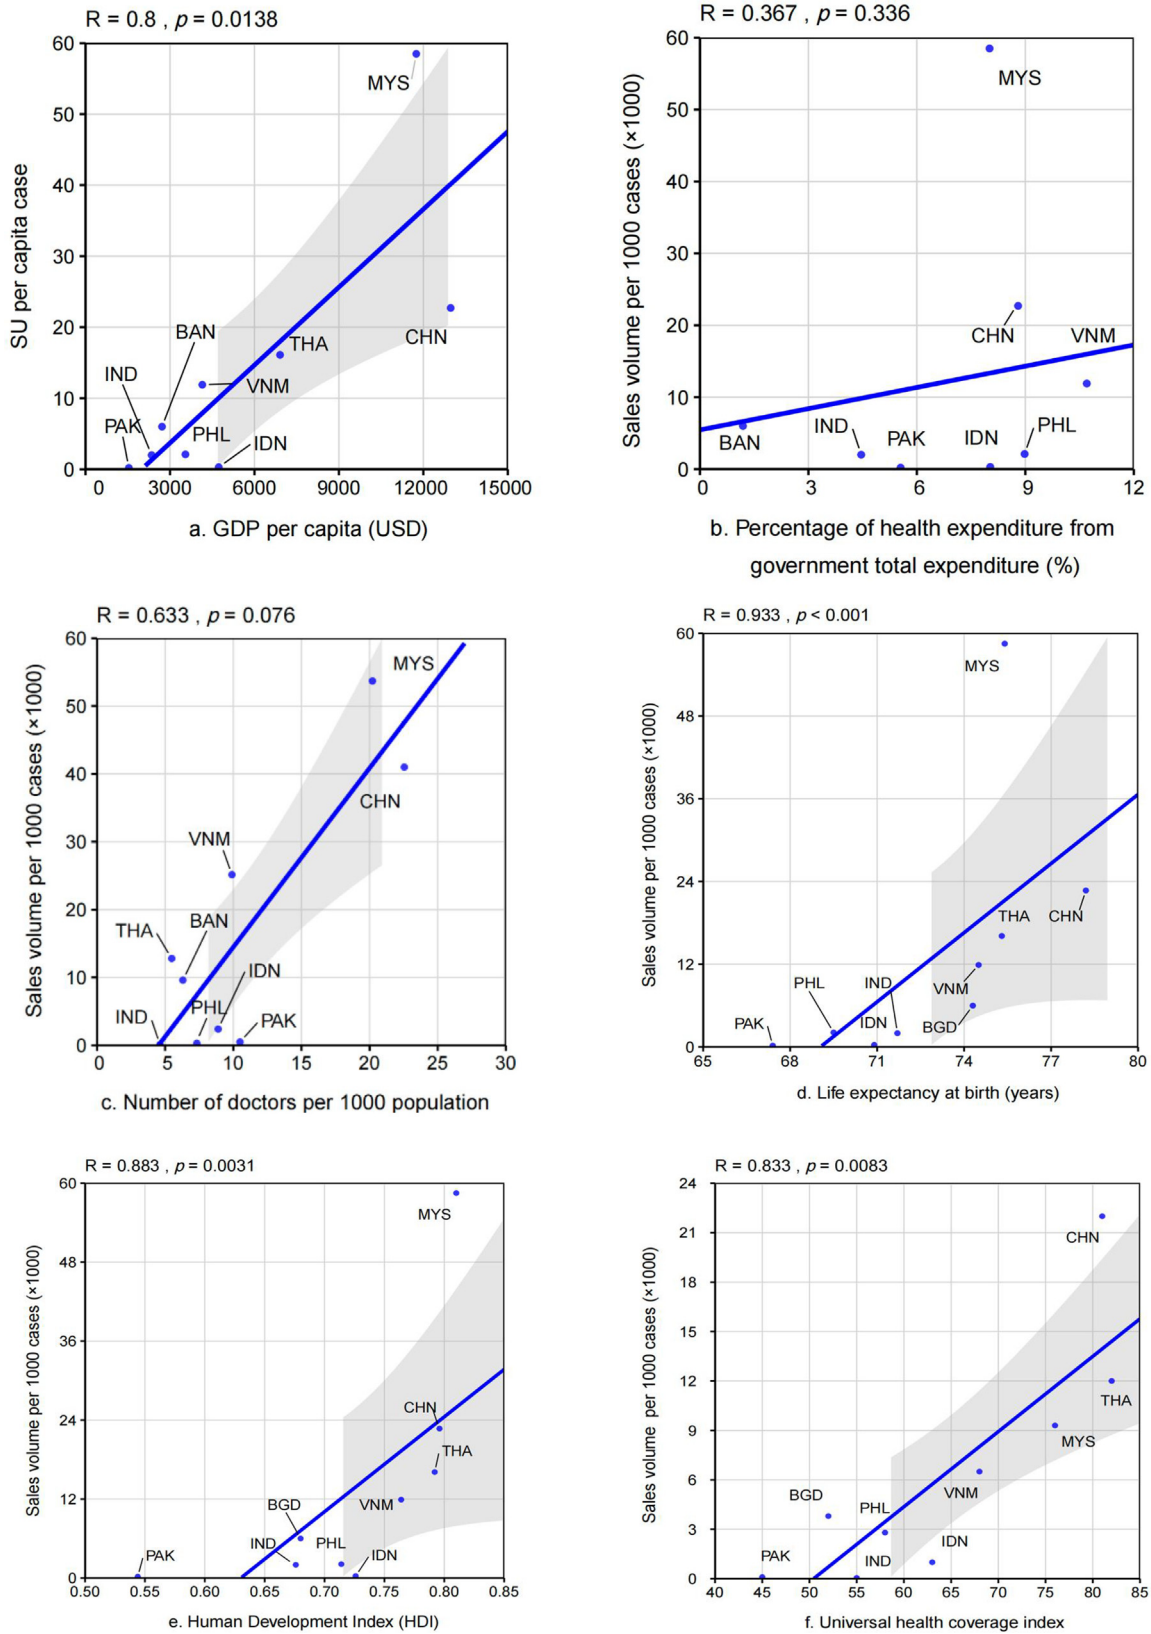 R = 0.8 , p = 0.0138
60
50
40
30
20
10
0
SU per capita case
MYS
BAN
THA
CHN
IND
VNM
PAK
PHL
IDN
0 3000 6000 9000 12000 15000
a. GDP per capita (USD)
R = 0.367 , p = 0.336
60
50
40
30
20
10
0
Sales volume per 1000 cases (×1000)
MYS
CHN
VNM
BAN
IND
PAK
IDN
PHL
0 3 6 9 12
b. Percentage of health expenditure from
government total expenditure (%)
R = 0.633 , p = 0.076
60
50
40
30
20
10
0
Sales volume per 1000 cases (×1000)
MYS
CHN
VNM
THA
BAN
IDN
IND
PHL
PAK
0 5 10 15 20 25 30
c. Number of doctors per 1000 population
R = 0.933 , p < 0.001
60
48
36
24
12
0
Sales volume per 1000 cases (×1000)
MYS
THA
CHN
PHL
IND
VNM
PAK
IDN
BGD
65 68 71 74 77 80
d. Life expectancy at birth (years)
R = 0.883 , p = 0.0031
60
48
36
24
12
0
Sales volume per 1000 cases (×1000)
MYS
CHN
THA
BGD
VNM
IND
PHL
PAK
IDN
0.50 0.55 0.60 0.65 0.70 0.75 0.80 0.85
e. Human Development Index (HDI)
R = 0.833 , p = 0.0083
24
21
18
15
12
9
6
3
0
Sales volume per 1000 cases (×1000)
CHN
THA
MYS
BGD
VNM
PHL
IDN
PAK
IND
40 45 50 55 60 65 70 75 80 85
f. Universal health coverage index